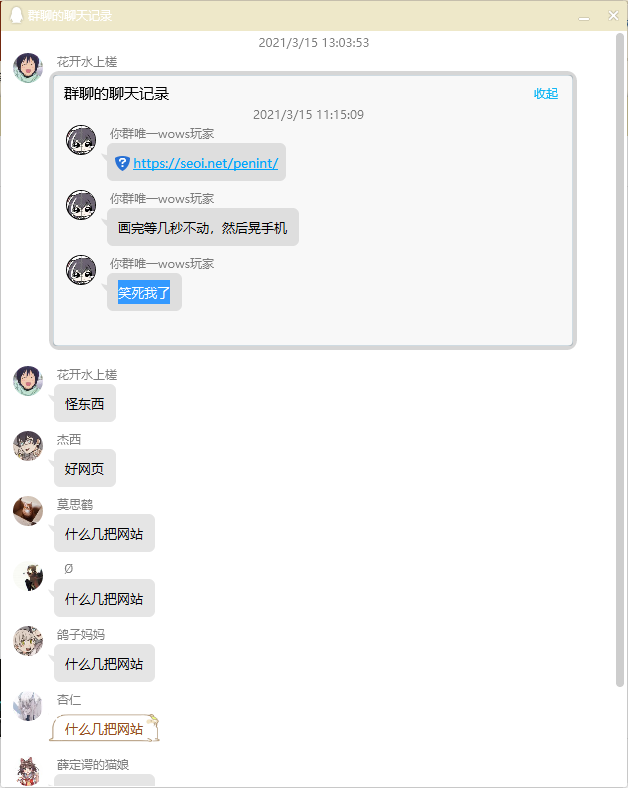 群聊的聊天记录
2021/3/15 13:03:53
花开水上槎
群聊的聊天记录
收起
2021/3/15 11:15:09
你群唯一wows玩家
https://seoi.net/penint/
你群唯一wows玩家
画完等几秒不动，然后晃手机
你群唯一wows玩家
笑死我了
花开水上槎
怪东西
杰西
好网页
莫思鹤
什么几把网站
Ø
什么几把网站
鸽子妈妈
什么几把网站
杏仁
什么几把网站
薛定谔的猫娘